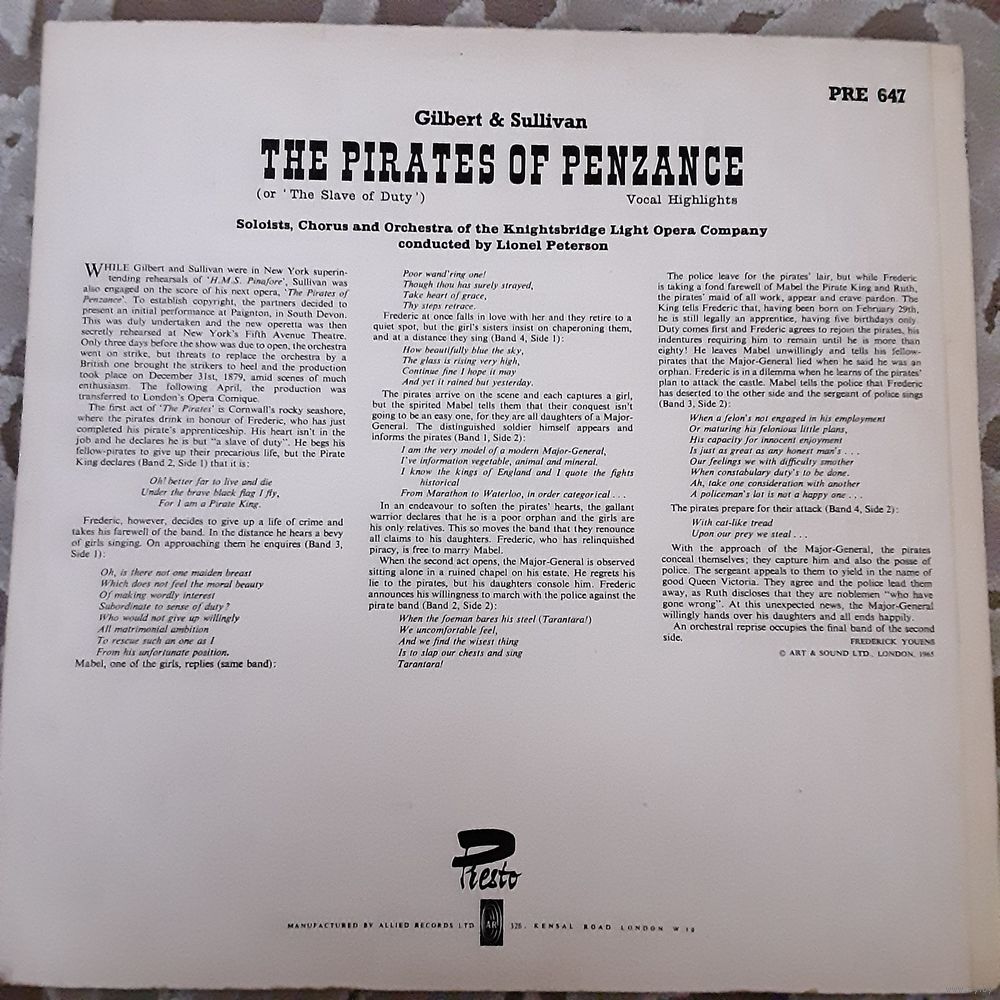 PRE 647
Gilbert & Sullivan
THE PIRATES OF PENZANCE
(or 'The Slave of Duty')
Vocal Highlights
Soloists, Chorus and Orchestra of the Knightsbridge Light Opera Company
conducted by Lionel Peterson
WHILE Gilbert and Sullivan were in New York superin-
tending rehearsals of 'H.M.S. Pinafore', Sullivan was
also engaged on the score of his next opera, 'The Pirates of
Penzance'. To establish copyright, the partners decided to
present an initial performance at Paignton, in South Devon.
This was duly undertaken and the new operetta was then
secretly rehearsed at New York's Fifth Avenue Theatre.
Only three days before the show was due to open, the orchestra
went on strike, but threats to replace the orchestra by a
British one brought the strikers to heel and the production
took place on December 31st, 1879, amid scenes of much
enthusiasm. The following April, the production was
transferred to London's Opera Comique.
The first act of 'The Pirates' is Cornwall's rocky seashore,
where the pirates drink in honour of Frederic, who has just
completed his pirate's apprenticeship. His heart isn't in the
job and he declares he is but "a slave of duty". He begs his
fellow-pirates to give up their precarious life, but the Pirate
King declares (Band 2, Side 1) that it is:
Oh! better far to live and die
Under the brave black flag I fly,
For I am a Pirate King.
Frederic, however, decides to give up a life of crime and
takes his farewell of the band. In the distance he hears a bevy
of girls singing. On approaching them he enquires (Band 3,
Side 1):
Oh, is there not one maiden breast
Which does not feel the moral beauty
Of making wordly interest
Subordinate to sense of duty?
Who would not give up willingly
All matrimonial ambition
To rescue such an one as I
From his unfortunate position.
Mabel, one of the girls, replies (same band):
Poor wand'ring one!
Though thou hast surely strayed,
Take heart of grace,
Thy steps retrace.
Frederic at once falls in love with her and they retire to a
quiet spot, but the girl's sisters insist on chaperoning them,
and at a distance they sing (Band 4, Side 1):
How beautifully blue the sky,
The glass is rising very high,
Continue fine I hope it may
And yet it rained but yesterday.
The pirates arrive on the scene and each captures a girl,
but the spirited Mabel tells them that their conquest isn't
going to be an easy one, for they are all daughters of a Major-
General. The distinguished soldier himself appears and
informs the pirates (Band 1, Side 2):
I am the very model of a modern Major-General,
I've information vegetable, animal and mineral,
I know the kings of England and I quote the fights
historical
From Marathon to Waterloo, in order categorical . . .
In an endeavour to soften the pirates' hearts, the gallant
warrior declares that he is a poor orphan and the girls are
his only relatives. This so moves the band that they renounce
all claims to his daughters. Frederic, who has relinquished
piracy, is free to marry Mabel.
When the second act opens, the Major-General is observed
sitting alone in a ruined chapel on his estate. He regrets his
lie to the pirates, but his daughters console him. Frederic
announces his willingness to march with the police against the
pirate band (Band 2, Side 2):
When the foeman bares his steel (Tarantara!)
We uncomfortable feel,
And we find the wisest thing
Is to slap our chests and sing
Tarantara!
The police leave for the pirates' lair, but while Frederic
is taking a fond farewell of Mabel the Pirate King and Ruth,
the pirates' maid of all work, appear and crave pardon. The
King tells Frederic that, having been born on February 29th,
he is still legally an apprentice, having five birthdays only.
Duty comes first and Frederic agrees to rejoin the pirates, his
indentures requiring him to remain until he is more than
eighty! He leaves Mabel unwillingly and tells his fellow-
pirates that the Major-General lied when he said he was an
orphan. Frederic is in a dilemma when he learns of the pirates'
plan to attack the castle. Mabel tells the police that Frederic
has deserted to the other side and the sergeant of police sings
(Band 3, Side 2):
When a felon's not engaged in his employment
Or maturing his felonious little plans,
His capacity for innocent enjoyment
Is just as great as any honest man's . . .
Our feelings we with difficulty smother
When constabulary duty's to be done.
Ah, take one consideration with another
A policeman's lot is not a happy one . . .
The pirates prepare for their attack (Band 4, Side 2):
With cat-like tread
Upon our prey we steal . . .
With the approach of the Major-General, the pirates
conceal themselves; they capture him and also the posse of
police. The sergeant appeals to them to yield in the name of
good Queen Victoria. They agree and the police lead them
away, as Ruth discloses that they are noblemen "who have
gone wrong". At this unexpected news, the Major-General
willingly hands over his daughters and all ends happily.
An orchestral reprise occupies the final band of the second
side.
FREDERICK YOUENS
© ART & SOUND LTD., LONDON, 1965
Presto
MANUFACTURED BY ALLIED RECORDS LTD AR 326, KENSAL ROAD LONDON W 10